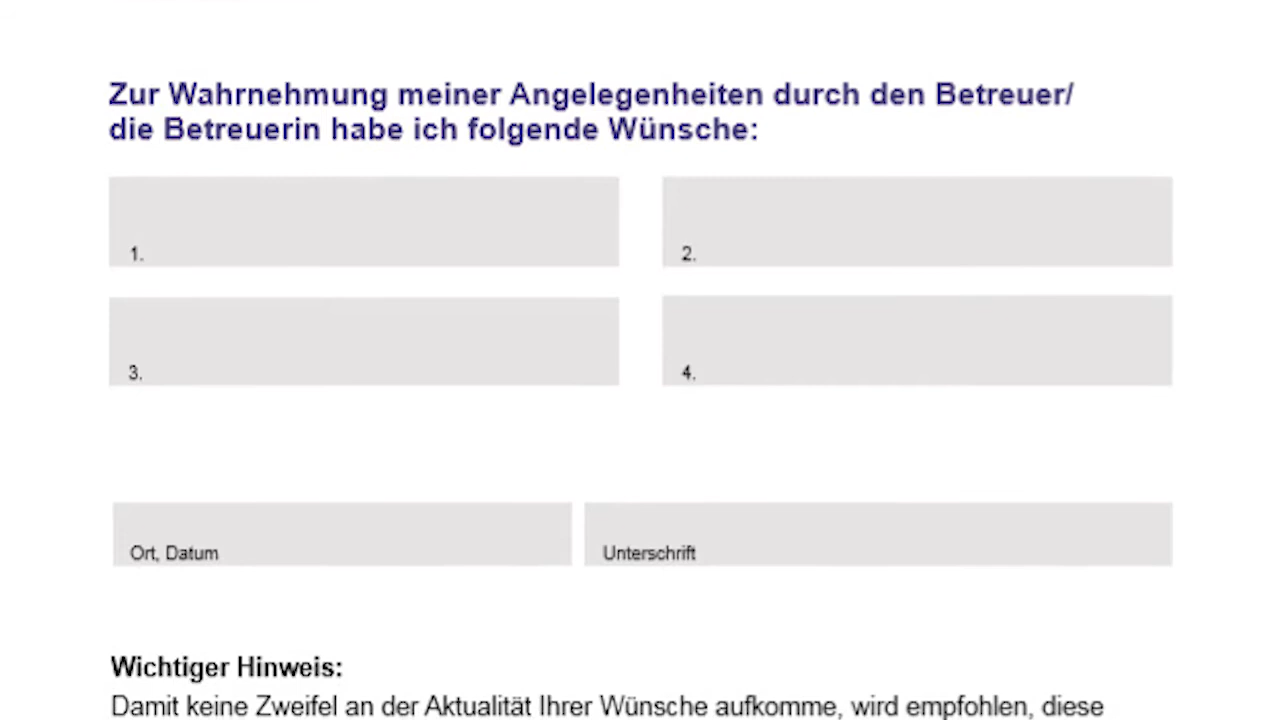 Zur Wahrnehmung meiner Angelegenheiten durch den Betreuer/
die Betreuerin habe ich folgende Wünsche:
1.
2.
3.
4.
Ort, Datum
Unterschrift
Wichtiger Hinweis:
Damit keine Zweifel an der Aktualität Ihrer Wünsche aufkomme, wird empfohlen, diese